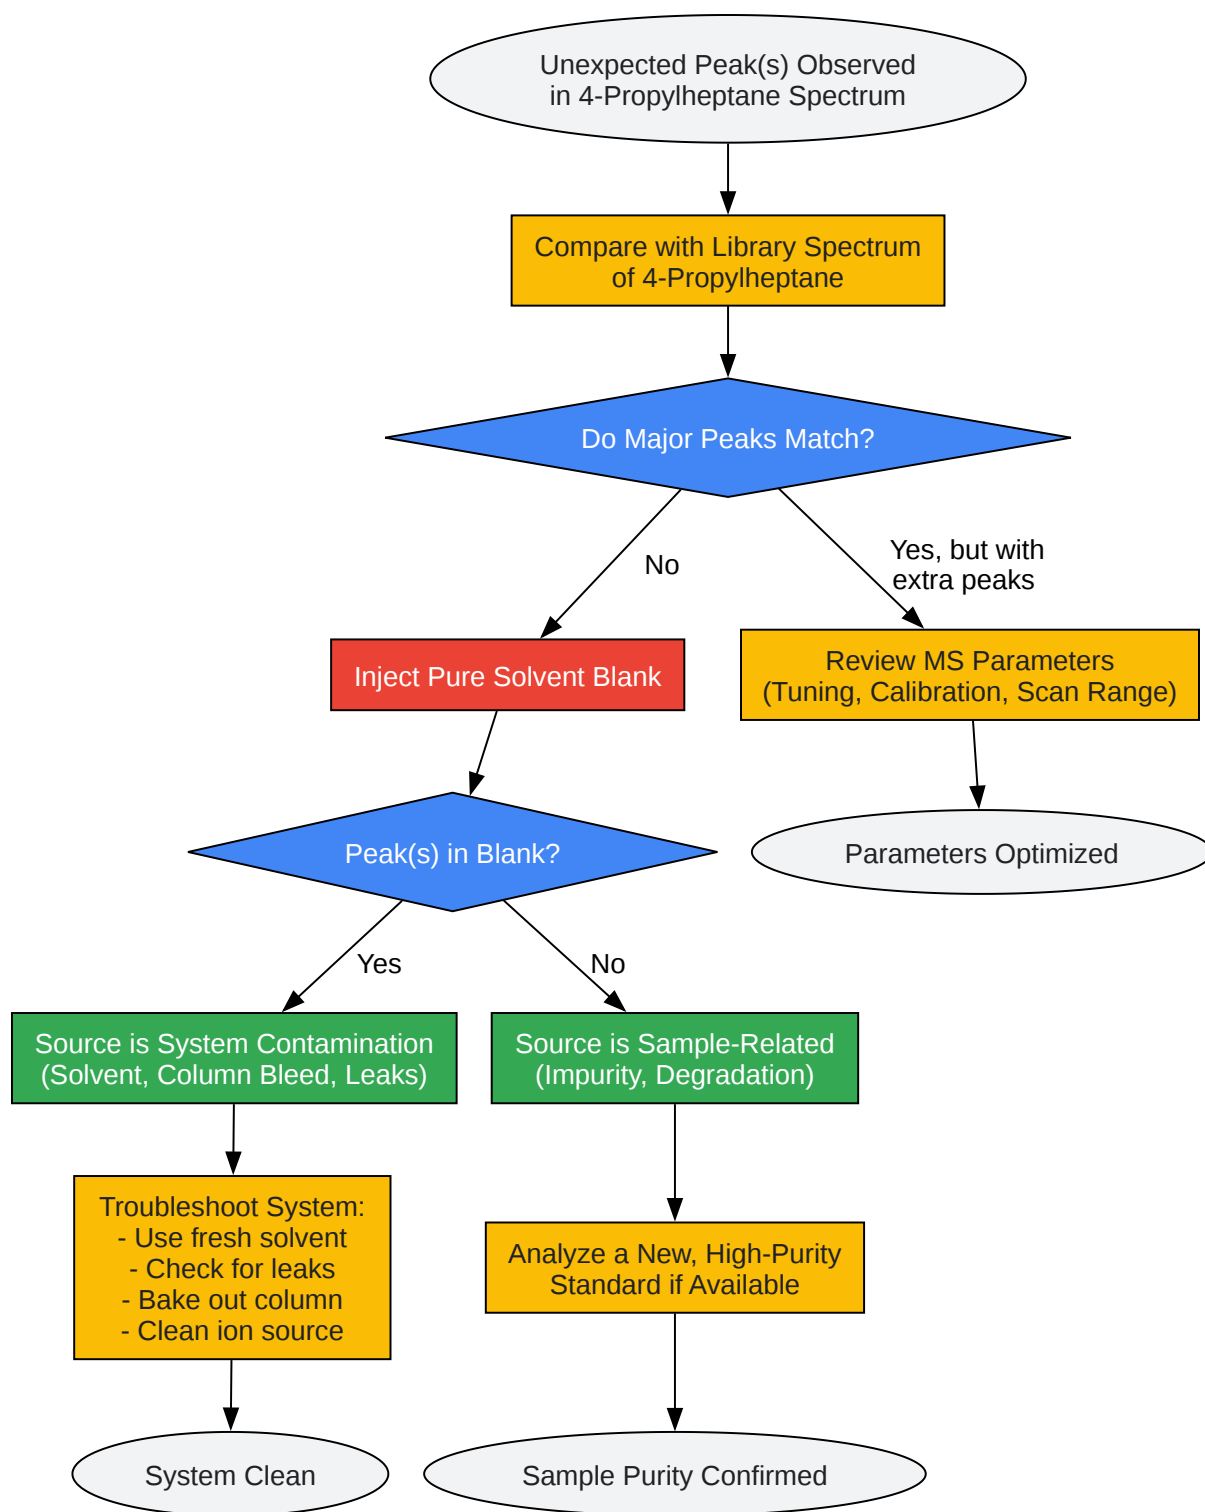 Unexpected Peak(s) Observed
in 4-Propylheptane Spectrum
Compare with Library Spectrum
of 4-Propylheptane
Do Major Peaks Match?
No
Yes, but with
extra peaks
Inject Pure Solvent Blank
Review MS Parameters
(Tuning, Calibration, Scan Range)
Peak(s) in Blank?
Parameters Optimized
Yes
No
Source is System Contamination
(Solvent, Column Bleed, Leaks)
Source is Sample-Related
(Impurity, Degradation)
Troubleshoot System:
- Use fresh solvent
- Check for leaks
- Bake out column
- Clean ion source
Analyze a New, High-Purity
Standard if Available
System Clean
Sample Purity Confirmed